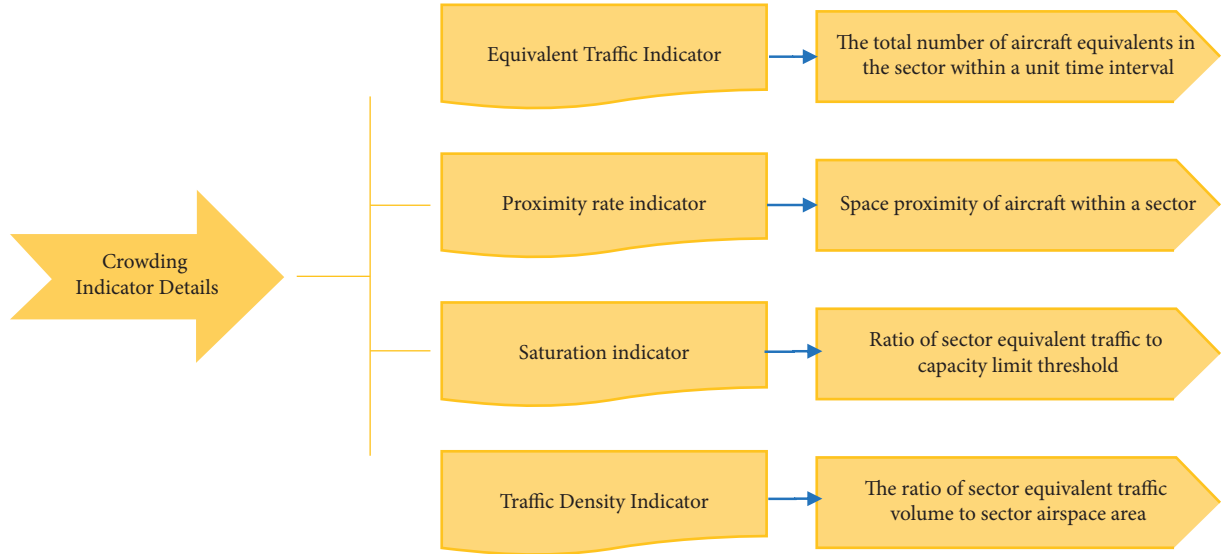 Crowding
Indicator Details
Equivalent Traffic Indicator
The total number of aircraft equivalents in
the sector within a unit time interval
Proximity rate indicator
Space proximity of aircraft within a sector
Saturation indicator
Ratio of sector equivalent traffic to
capacity limit threshold
Traffic Density Indicator
The ratio of sector equivalent traffic
volume to sector airspace area